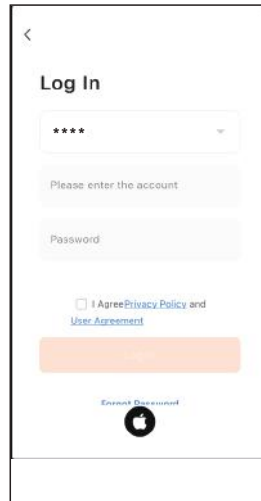 Log In
****
Please enter the account
Password
I AgreePrivacy Policy and
User Agreement
Forgot Password